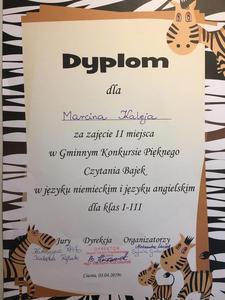 Dyplom
dla
Marcina Kaleja
za zajęcie II miejsca
w Gminnym Konkursie Pięknego
Czytania Bajek
w języku niemieckim i języku angielskim
dla klas I-III
Jury Dyrekcja Organizatorzy
DYREKTOR